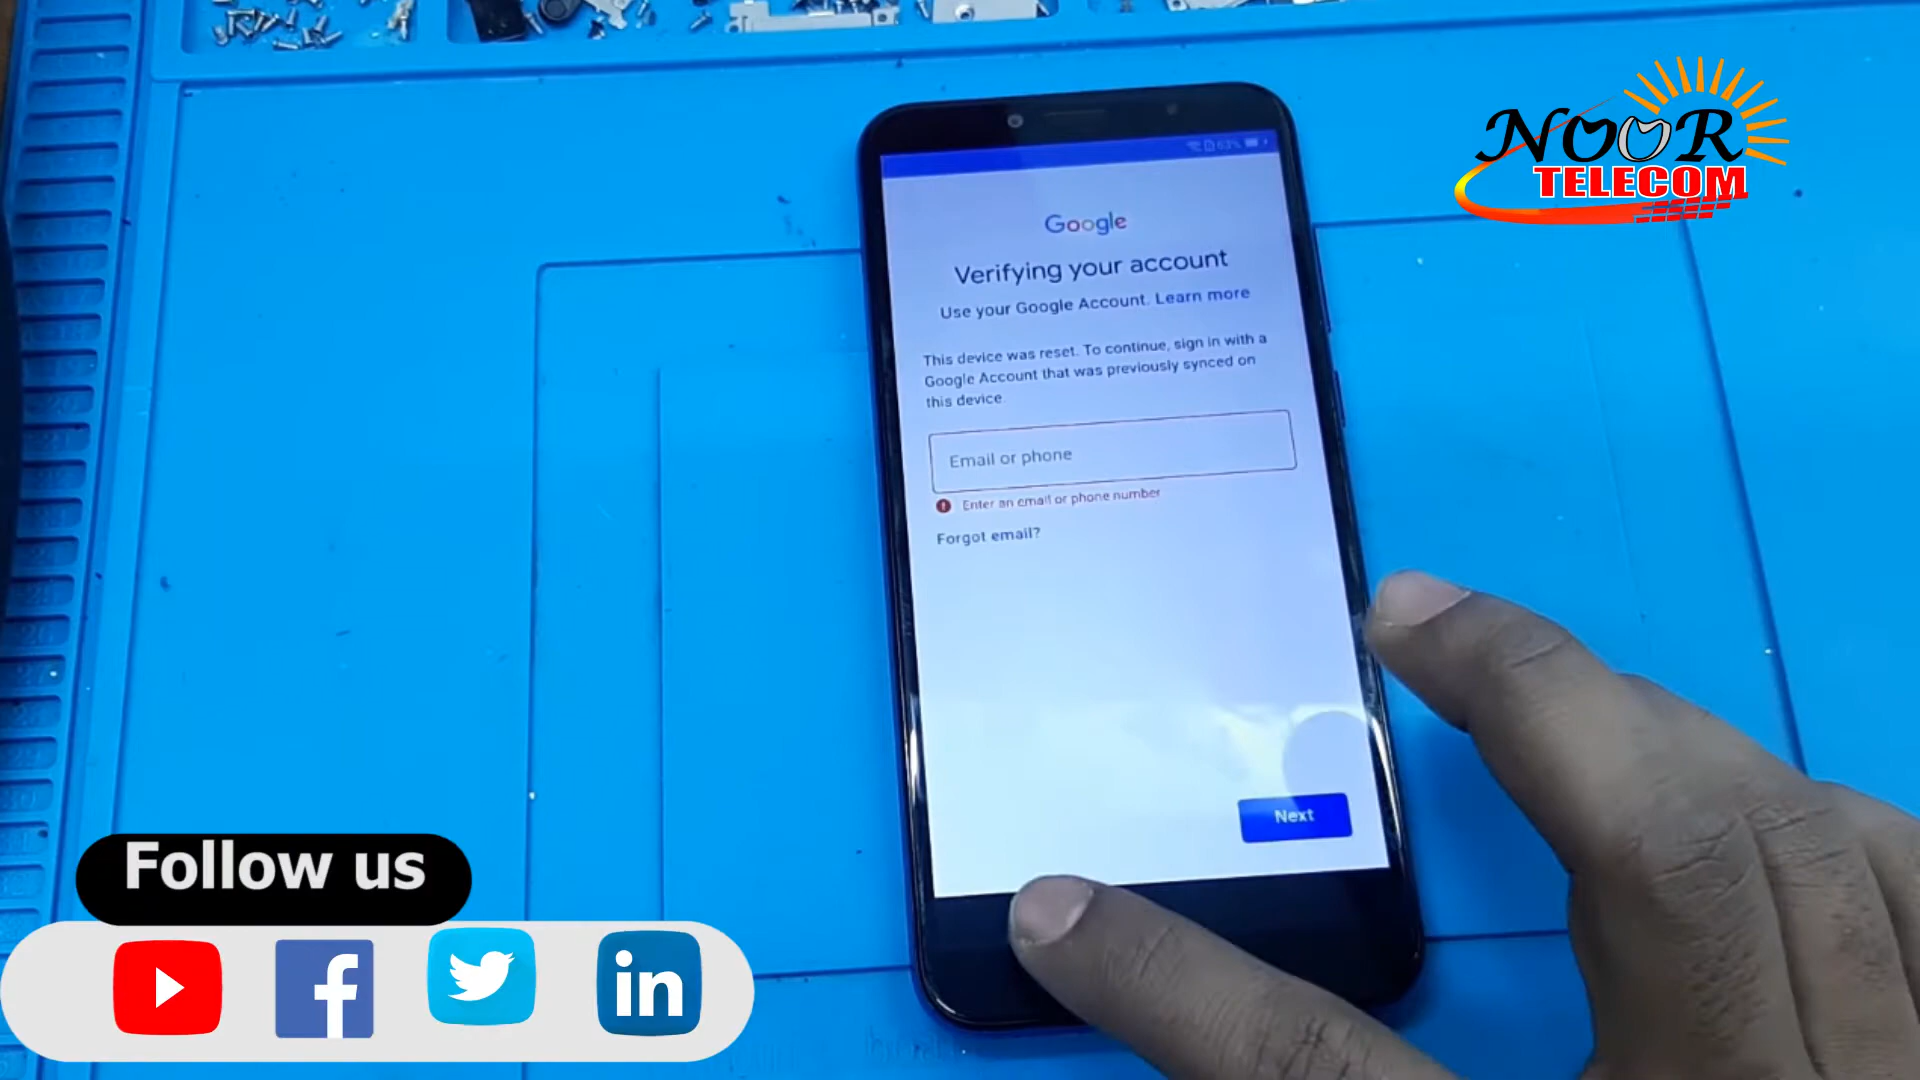 NOOR
TELECOM
63%
Google
Verifying your account
Use your Google Account. Learn more
This device was reset. To continue, sign in with a
Google Account that was previously synced on
this device.
Email or phone
Enter an email or phone number
Forgot email?
Next
Follow us
f
in